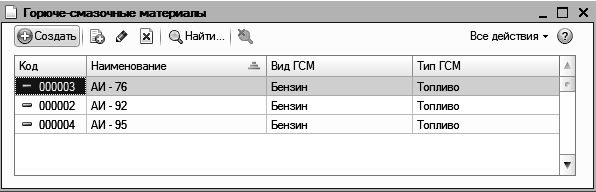 Горюче-смазочные материалы
Создать Найти... Все действия ?
Код Наименование Вид ГСМ Тип ГСМ
000003 АИ - 76 Бензин Топливо
000002 АИ - 92 Бензин Топливо
000004 АИ - 95 Бензин Топливо